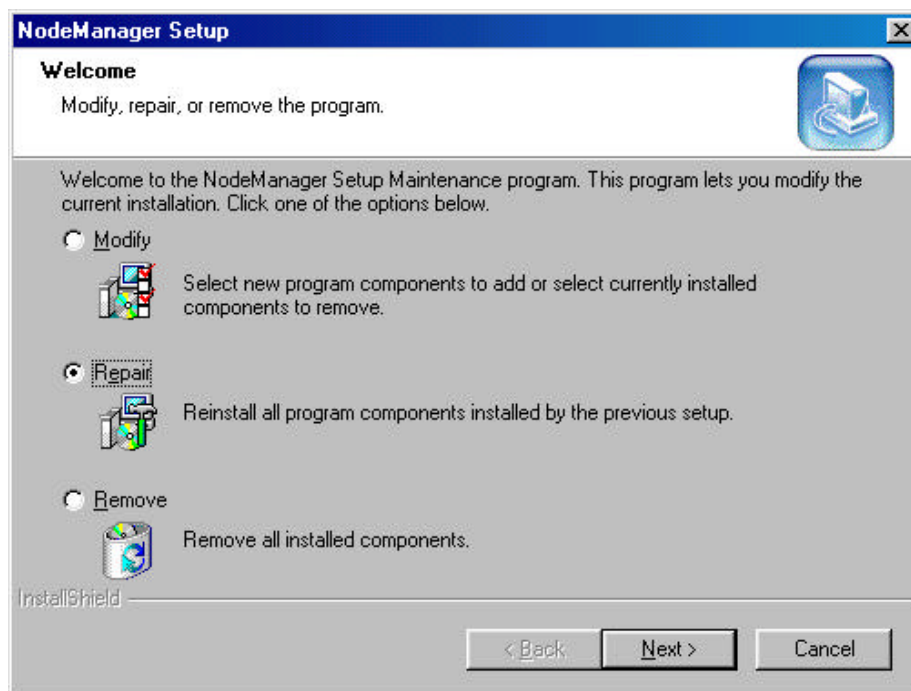 NodeManager Setup
Welcome
Modify, repair, or remove the program.
Welcome to the NodeManager Setup Maintenance program. This program lets you modify the
current installation. Click one of the options below.
Modify
Select new program components to add or select currently installed
components to remove.
Repair
Reinstall all program components installed by the previous setup.
Remove
Remove all installed components.
InstallShield
< Back
Next >
Cancel